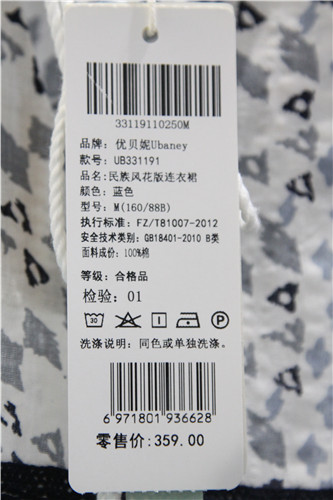 33119110250M
品牌: 优贝妮Ubaney
款号: UB331191
品名: 民族风花版连衣裙
颜色: 蓝色
型号: M(160/88B)
执行标准: FZ/T81007-2012
安全技术类别: GB18401-2010 B类
面料成份: 100%棉
等级: 合格品
检验: 01
30
P
洗涤说明: 同色或单独洗涤.
6 971801 936628
零售价: 359.00